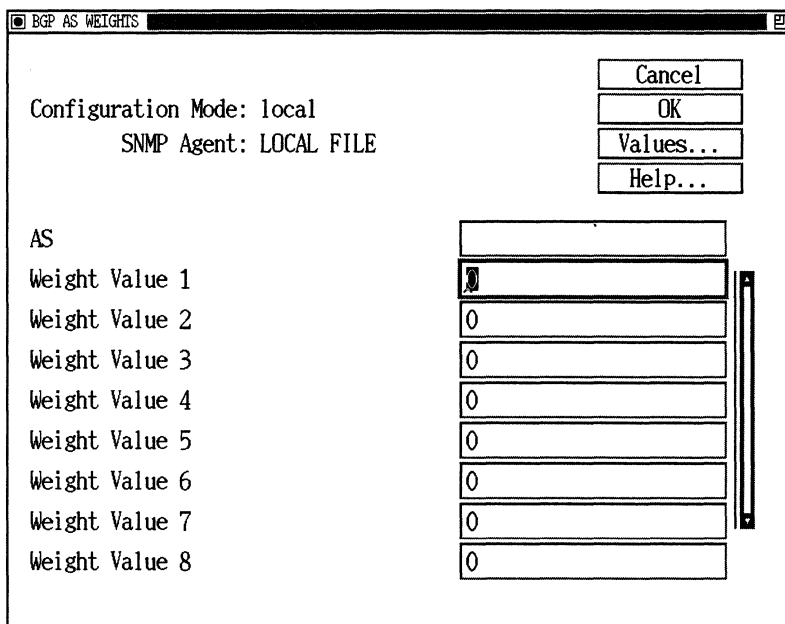 BGP AS WEIGHTS
Cancel
Configuration Mode: local
OK
SNMP Agent: LOCAL FILE
Values...
Help...
AS
Weight Value 1 0
Weight Value 2 0
Weight Value 3 0
Weight Value 4 0
Weight Value 5 0
Weight Value 6 0
Weight Value 7 0
Weight Value 8 0